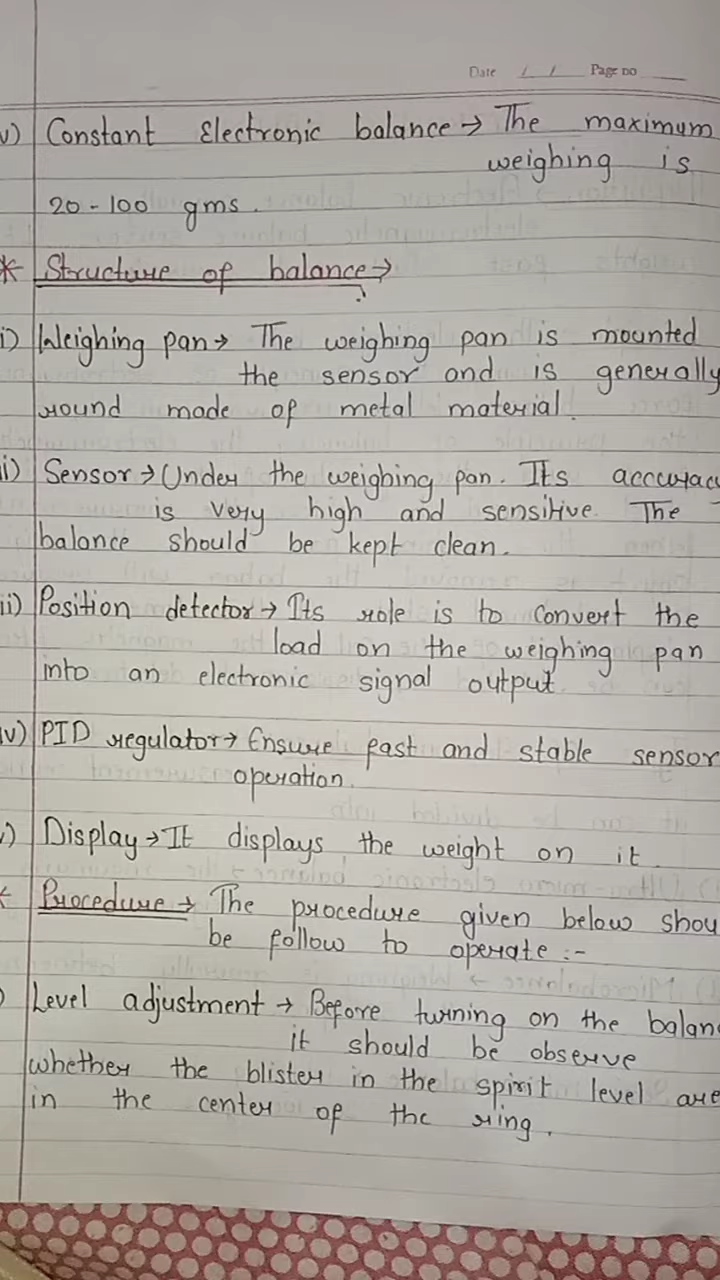 Date / / Page no
v) Constant Electronic balance → The maximum
weighing is
20-100 gms.
* Structure of balance →
i) Weighing pan → The weighing pan is mounted
the sensor and is generally
round made of metal material.
ii) Sensor → Under the weighing pan. Its accurac
is very high and sensitive. The
balance should be kept clean.
iii) Position detector → Its role is to convert the
load on the weighing pan
into an electronic signal output.
iv) PID regulator → Ensure fast and stable sensor
operation.
v) Display → It displays the weight on it.
* Procedure → The procedure given below shou
be follow to operate :-
) Level adjustment → Before turning on the balan
it should be observe
whether the blister in the spirit level are
in the center of the ring.